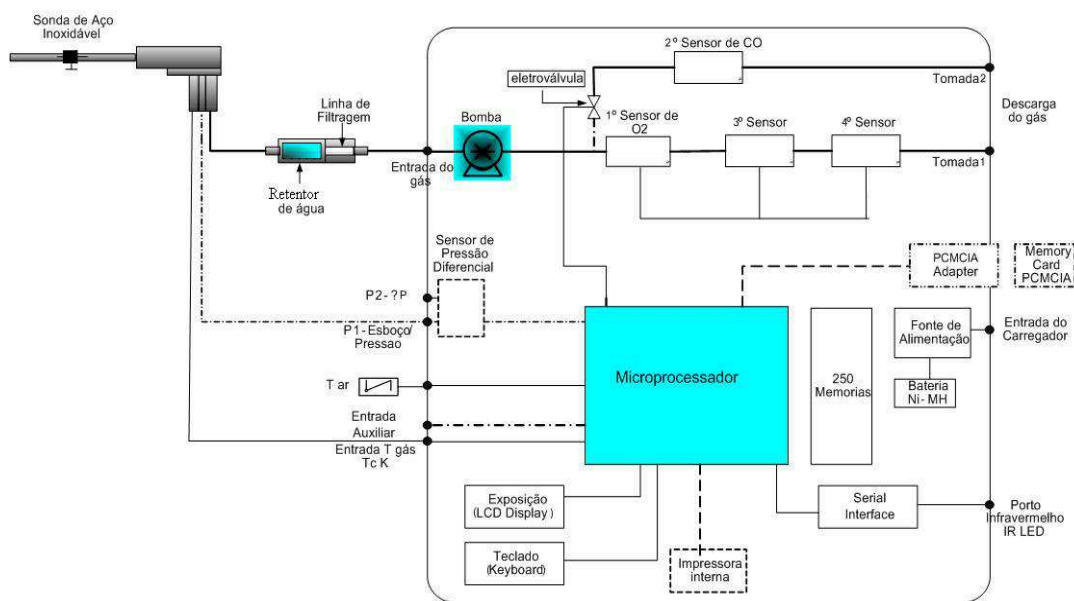 Sonda de Aço
Inoxidável
Linha de
Filtragem
Retentor
de água
2º Sensor de CO
eletroválvula
Tomada2
Bomba
1º Sensor de
O2
3º Sensor
4º Sensor
Descarga
do gás
Entrada do
gás
Tomada1
Sensor de
Pressão
Diferencial
P2-?P
P1-Esboço/
Pressao
PCMCIA
Adapter
Memory
Card
PCMCIA
Microprocessador
250
Memorias
Fonte de
Alimentação
Entrada do
Carregador
Bateria
Ni-MH
T ar
Entrada
Auxiliar
Entrada T gás
Tc K
Exposição
(LCD Display)
Serial
Interface
Porto
Infravermelho
IR LED
Teclado
(Keyboard)
Impressora
interna